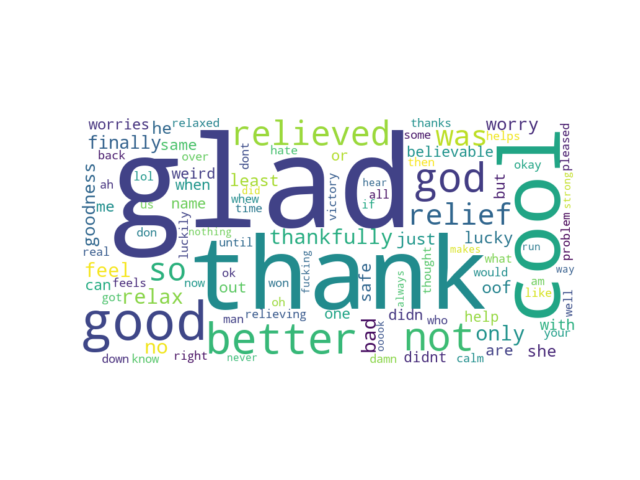 worries he relaxed relieved thanks some was worry helps
finally same over hate dont or believable then okay pleased
back weird when least god but cool
goodness ah lol glad victory hear all strong
me us name whew time relief lucky problem
real don luckily did thankfully just what run way
feel nothing until thank safe thought makes would am
can feels so now ok out won fucking always like well
got relax relieving oh one didn help only with your
good man better bad ooook not who are she
no down know right never damn didnt calm